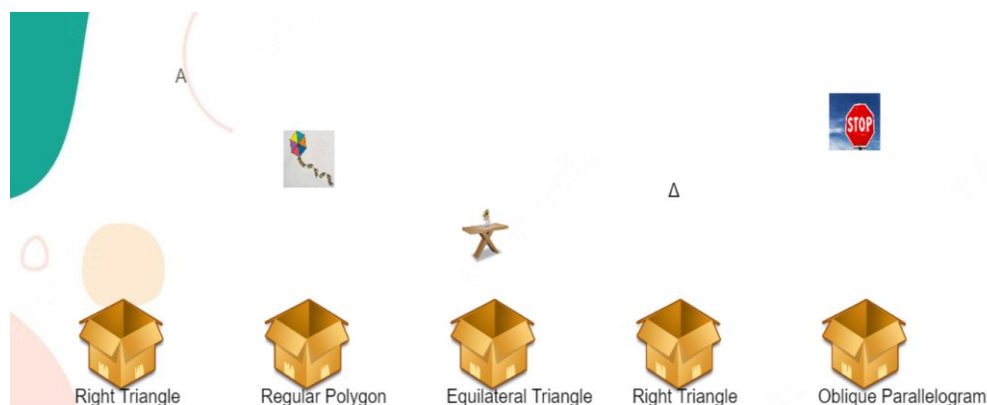 A
STOP
Δ
Right Triangle
Regular Polygon
Equilateral Triangle
Right Triangle
Oblique Parallelogram